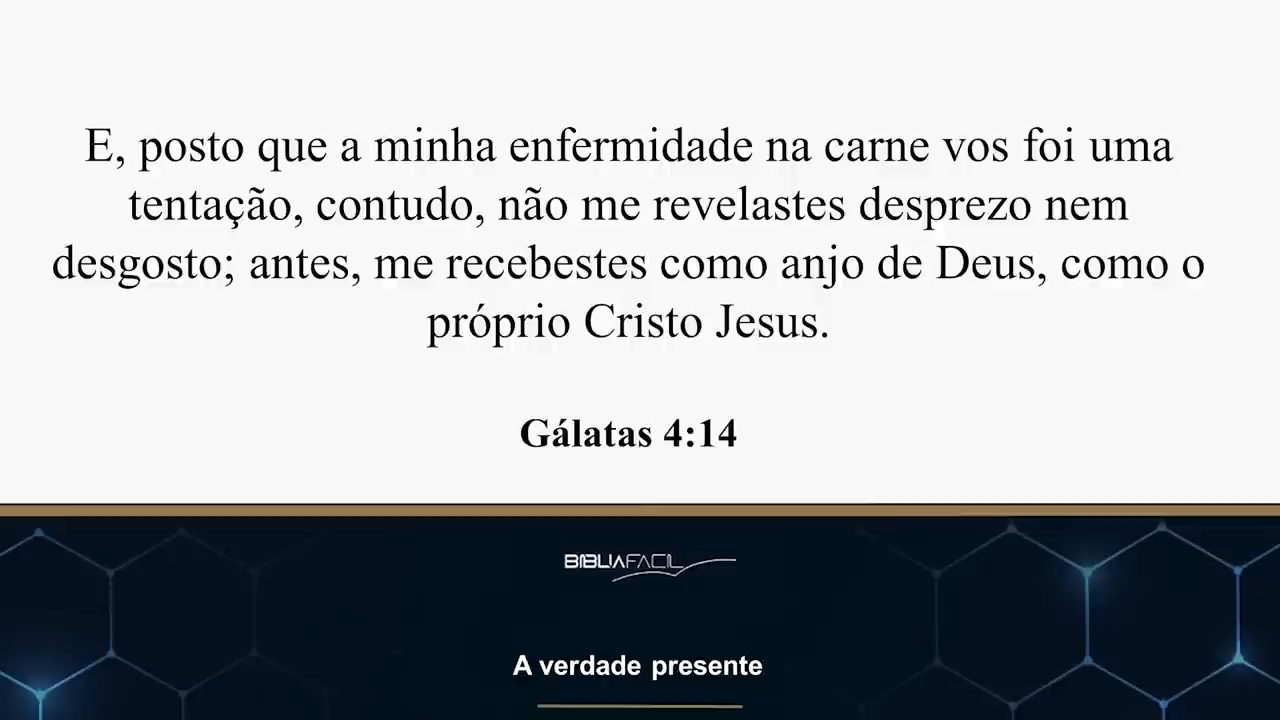 E, posto que a minha enfermidade na carne vos foi uma
tentação, contudo, não me revelastes desprezo nem
desgosto; antes, me recebestes como anjo de Deus, como o
próprio Cristo Jesus.
Gálatas 4:14
BIBLIAFACIL
A verdade presente